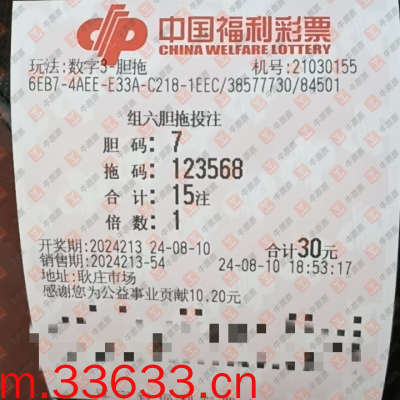 中国福利彩票
CHINA WELFARE LOTTERY
玩法:数字3-胆拖 机号:21030155
6EB7-4AEE-E33A-C218-1EEC/38577730/84501
组六胆拖投注
胆 码: 7
拖 码: 123568
合 计: 15注
倍 数: 1
开奖期:2024213 24-08-10 合计30元
销售期:2024213-54 24-08-10 18:53:17
地址:耿庄市场
感谢您为公益事业贡献10.20元
m.33633.cn